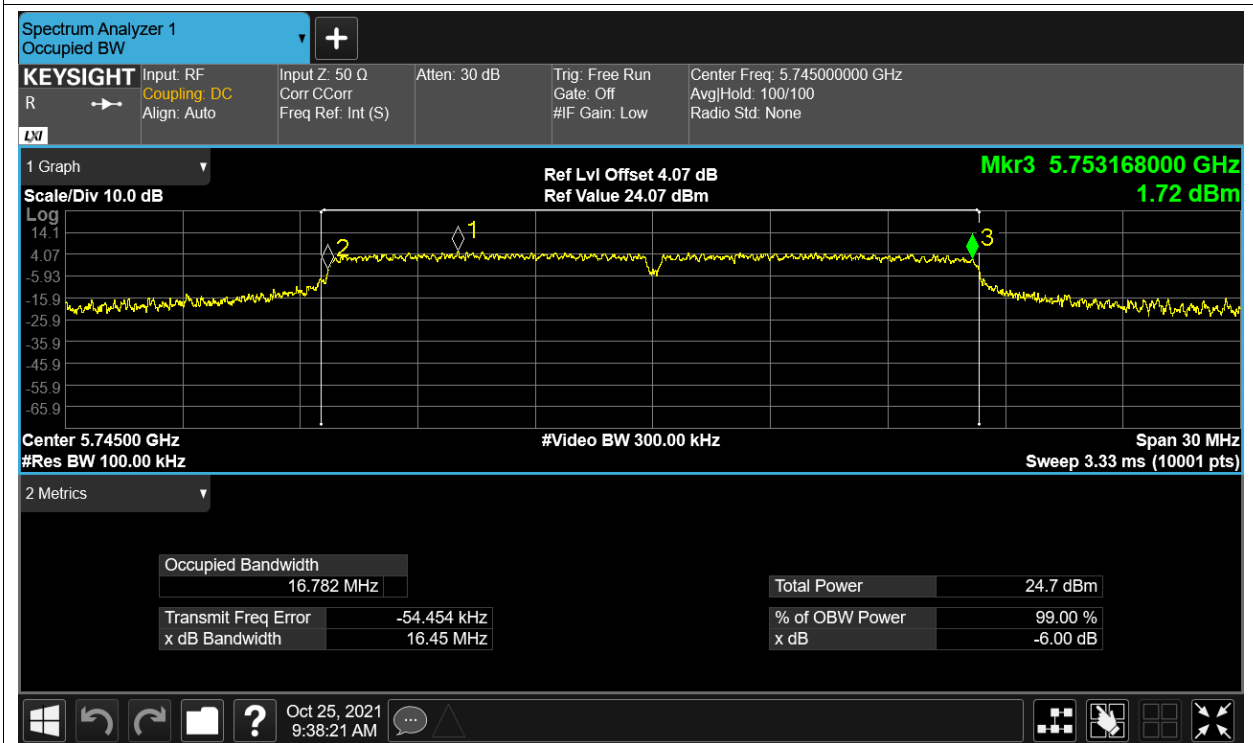 Spectrum Analyzer 1
Occupied BW
KEYSIGHT
R
LXI
Input: RF
Coupling: DC
Align: Auto
Input Z: 50 Ω
Corr CCorr
Freq Ref: Int (S)
Atten: 30 dB
Trig: Free Run
Gate: Off
#IF Gain: Low
Center Freq: 5.745000000 GHz
Avg|Hold: 100/100
Radio Std: None
1 Graph
Scale/Div 10.0 dB
Ref Lvl Offset 4.07 dB
Ref Value 24.07 dBm
Mkr3 5.753168000 GHz
1.72 dBm
Log
14.1
4.07
-5.93
-15.9
-25.9
-35.9
-45.9
-55.9
-65.9
2
1
3
Center 5.74500 GHz
#Video BW 300.00 kHz
Span 30 MHz
#Res BW 100.00 kHz
Sweep 3.33 ms (10001 pts)
2 Metrics
Occupied Bandwidth
16.782 MHz
Transmit Freq Error -54.454 kHz
x dB Bandwidth 16.45 MHz
Total Power 24.7 dBm
% of OBW Power 99.00 %
x dB -6.00 dB
?
Oct 25, 2021
9:38:21 AM